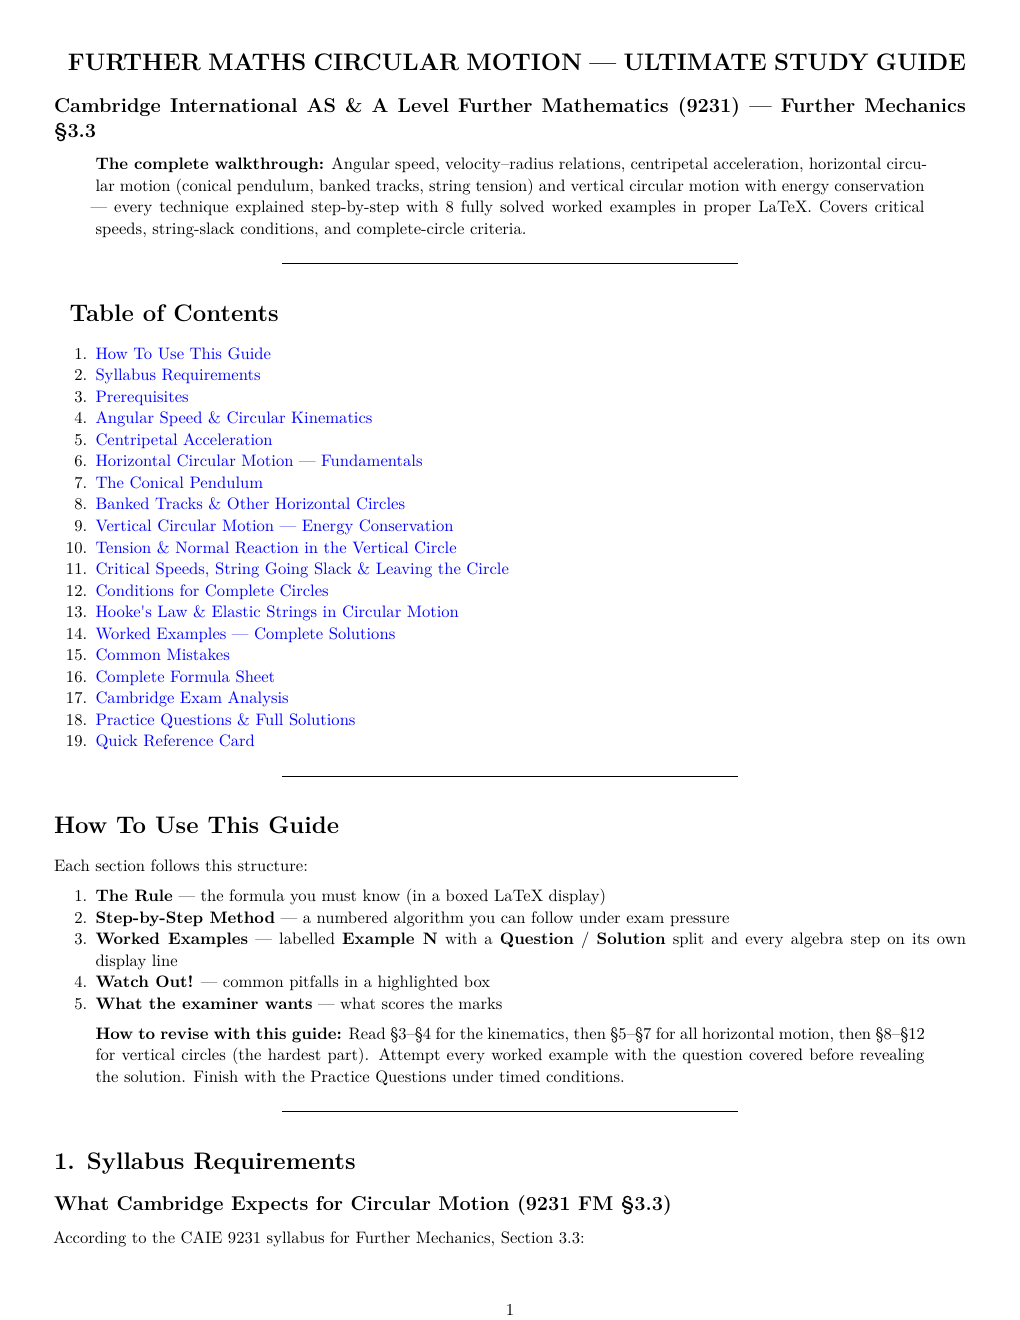 FURTHER MATHS CIRCULAR MOTION — ULTIMATE STUDY GUIDE
Cambridge International AS & A Level Further Mathematics (9231) — Further Mechanics
§3.3
The complete walkthrough: Angular speed, velocity–radius relations, centripetal acceleration, horizontal circu-
lar motion (conical pendulum, banked tracks, string tension) and vertical circular motion with energy conservation
— every technique explained step-by-step with 8 fully solved worked examples in proper LaTeX. Covers critical
speeds, string-slack conditions, and complete-circle criteria.
Table of Contents
1. How To Use This Guide
2. Syllabus Requirements
3. Prerequisites
4. Angular Speed & Circular Kinematics
5. Centripetal Acceleration
6. Horizontal Circular Motion — Fundamentals
7. The Conical Pendulum
8. Banked Tracks & Other Horizontal Circles
9. Vertical Circular Motion — Energy Conservation
10. Tension & Normal Reaction in the Vertical Circle
11. Critical Speeds, String Going Slack & Leaving the Circle
12. Conditions for Complete Circles
13. Hooke's Law & Elastic Strings in Circular Motion
14. Worked Examples — Complete Solutions
15. Common Mistakes
16. Complete Formula Sheet
17. Cambridge Exam Analysis
18. Practice Questions & Full Solutions
19. Quick Reference Card
How To Use This Guide
Each section follows this structure:
1. The Rule — the formula you must know (in a boxed LaTeX display)
2. Step-by-Step Method — a numbered algorithm you can follow under exam pressure
3. Worked Examples — labelled Example N with a Question / Solution split and every algebra step on its own
display line
4. Watch Out! — common pitfalls in a highlighted box
5. What the examiner wants — what scores the marks
How to revise with this guide: Read §3–§4 for the kinematics, then §5–§7 for all horizontal motion, then §8–§12
for vertical circles (the hardest part). Attempt every worked example with the question covered before revealing
the solution. Finish with the Practice Questions under timed conditions.
1. Syllabus Requirements
What Cambridge Expects for Circular Motion (9231 FM §3.3)
According to the CAIE 9231 syllabus for Further Mechanics, Section 3.3:
1